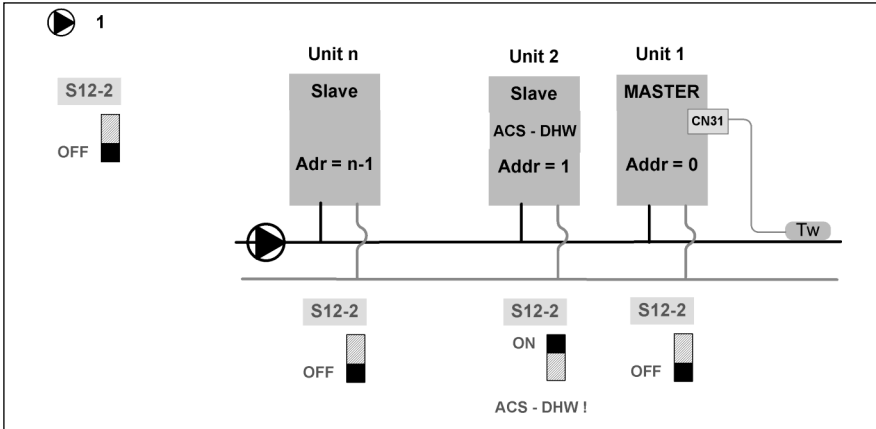 1
S12-2
OFF
Unit n
Slave
Adr = n-1
Unit 2
Slave
ACS - DHW
Addr = 1
Unit 1
MASTER
CN31
Addr = 0
Tw
S12-2
OFF
S12-2
ON
ACS - DHW !
S12-2
OFF